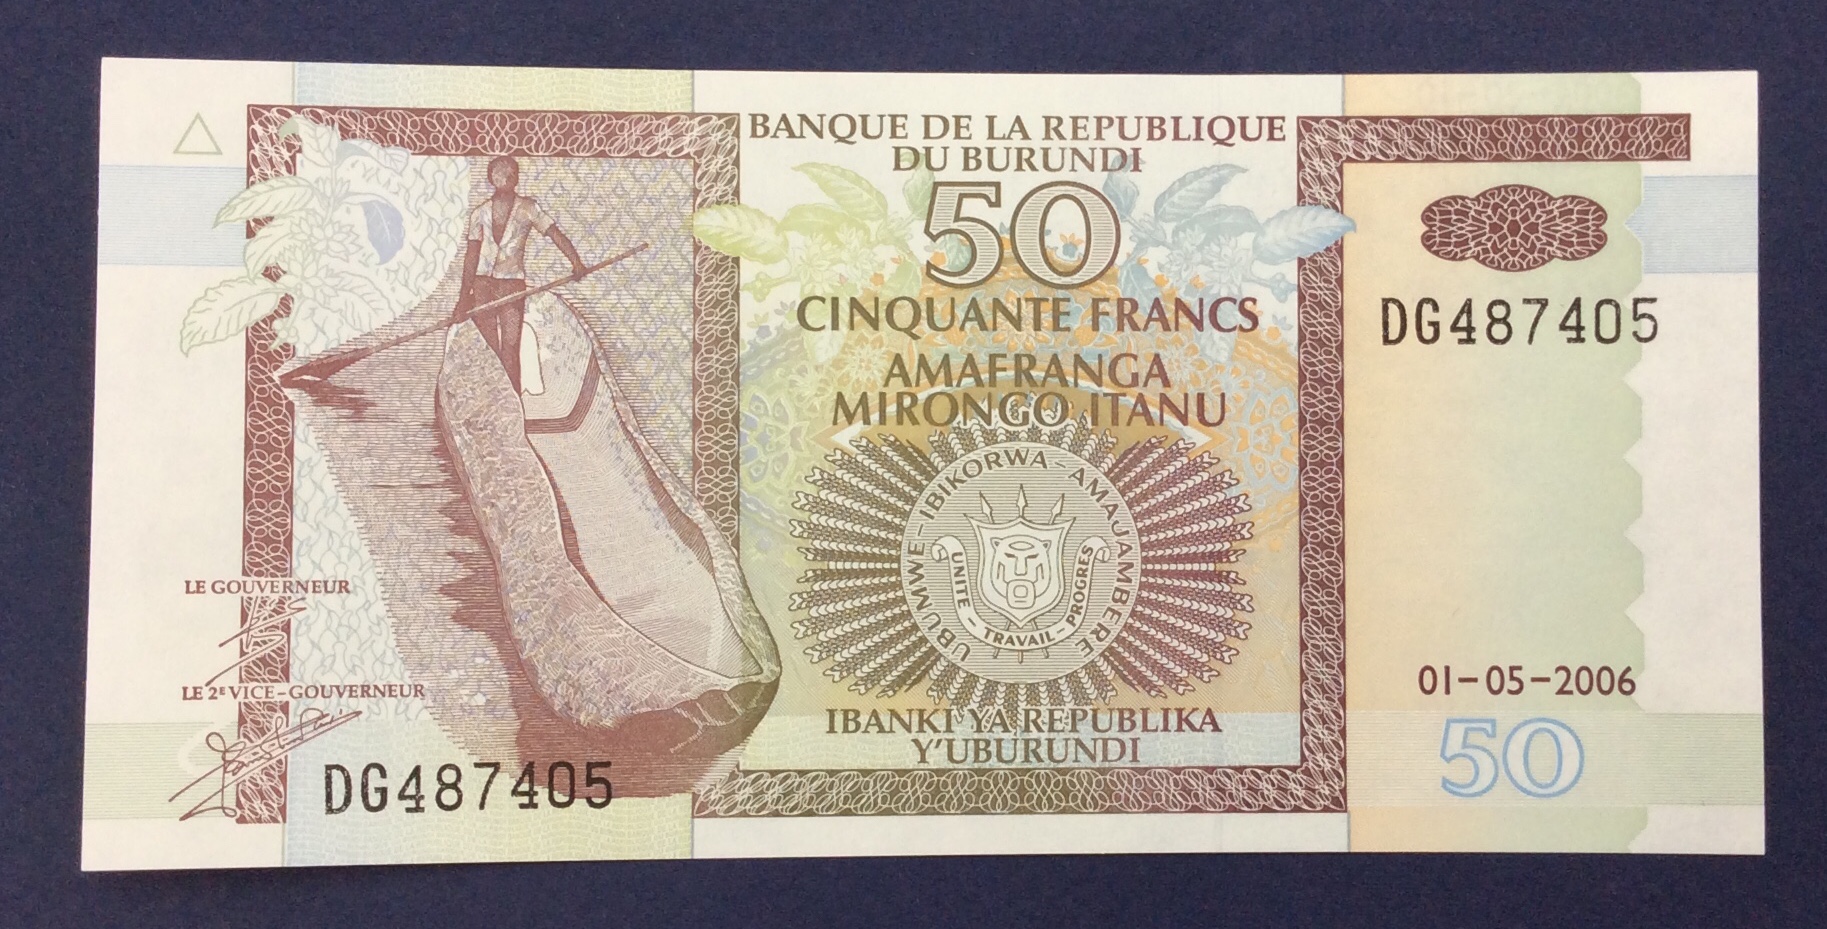 BANQUE DE LA REPUBLIQUE
DU BURUNDI
50
CINQUANTE FRANCS
AMAFRANGA
MIRONGO ITANU
UBUMWE-IBIKORWA-AMAJAMBERE
UNITE-TRAVAIL-PROGRES
IBANKI YA REPUBLIKA
Y'UBURUNDI
LE GOUVERNEUR
LE 2E VICE-GOUVERNEUR
DG487405
DG487405
01-05-2006
50